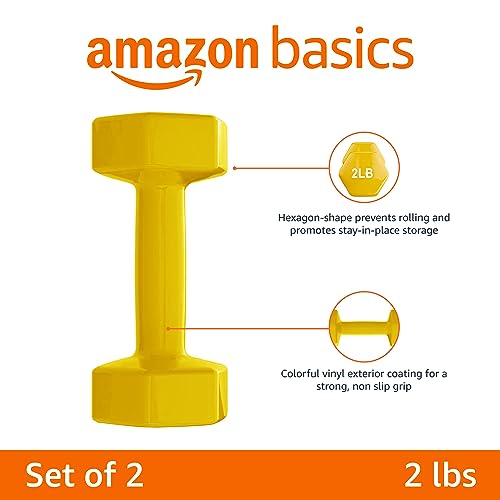 amazon basics
2LB
Hexagon-shape prevents rolling and
promotes stay-in-place storage
Colorful vinyl exterior coating for a
strong, non slip grip
Set of 2
2 lbs